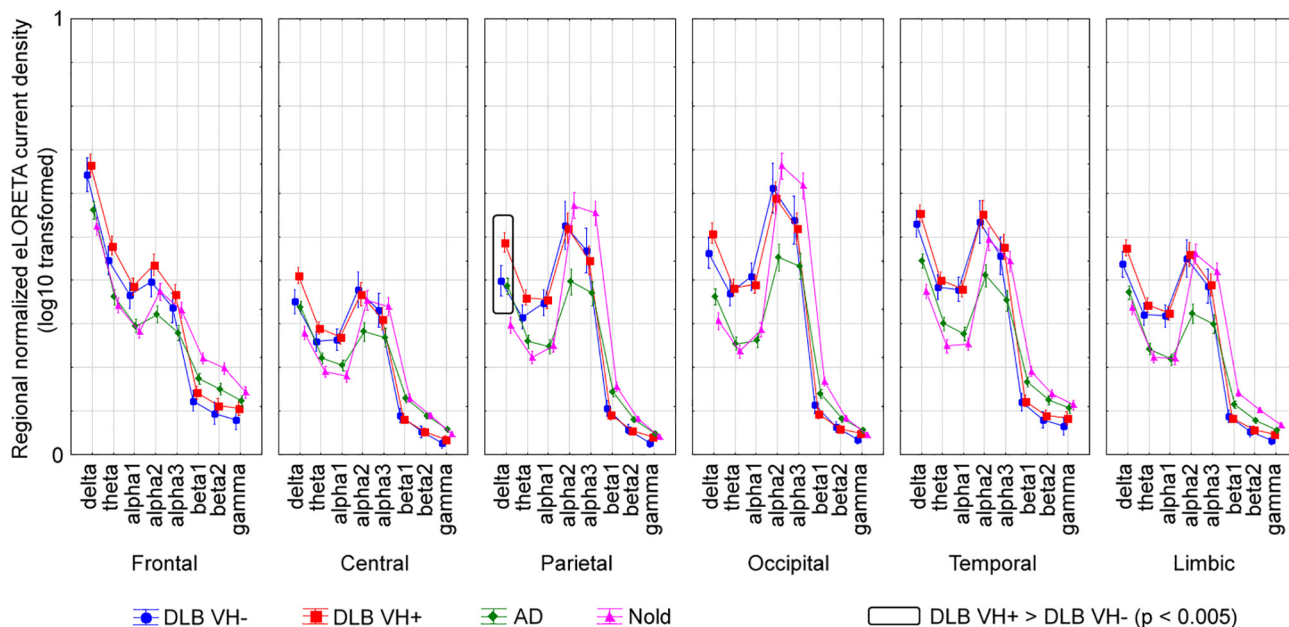 Regional normalized eLORETA current density
(log10 transformed)
1
0
delta theta alpha1 alpha2 alpha3 beta1 beta2 gamma
delta theta alpha1 alpha2 alpha3 beta1 beta2 gamma
delta theta alpha1 alpha2 alpha3 beta1 beta2 gamma
delta theta alpha1 alpha2 alpha3 beta1 beta2 gamma
delta theta alpha1 alpha2 alpha3 beta1 beta2 gamma
delta theta alpha1 alpha2 alpha3 beta1 beta2 gamma
Frontal Central Parietal Occipital Temporal Limbic
DLB VH- DLB VH+ AD Nold DLB VH+ > DLB VH- (p < 0.005)